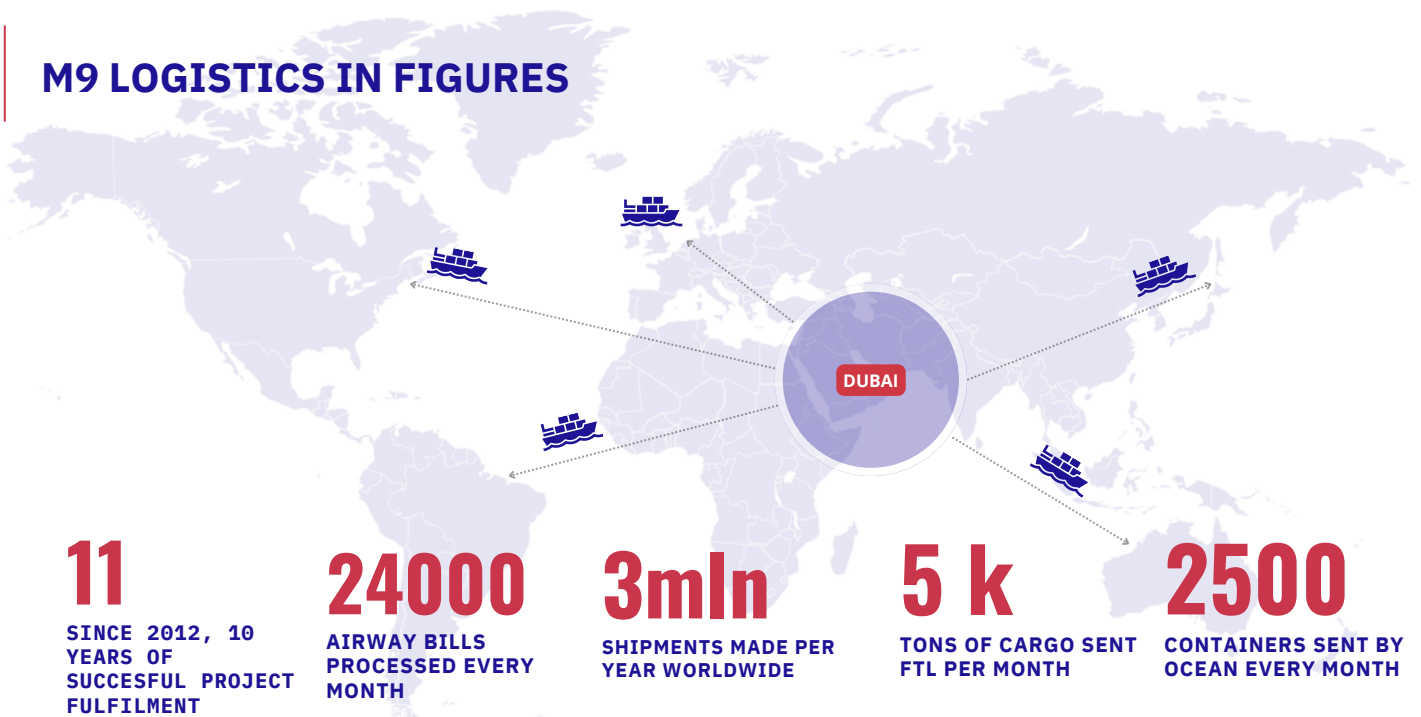 M9 LOGISTICS IN FIGURES
DUBAI
11
SINCE 2012, 10
YEARS OF
SUCCESFUL PROJECT
FULFILMENT
24000
AIRWAY BILLS
PROCESSED EVERY
MONTH
3mln
SHIPMENTS MADE PER
YEAR WORLDWIDE
5 k
TONS OF CARGO SENT
FTL PER MONTH
2500
CONTAINERS SENT BY
OCEAN EVERY MONTH